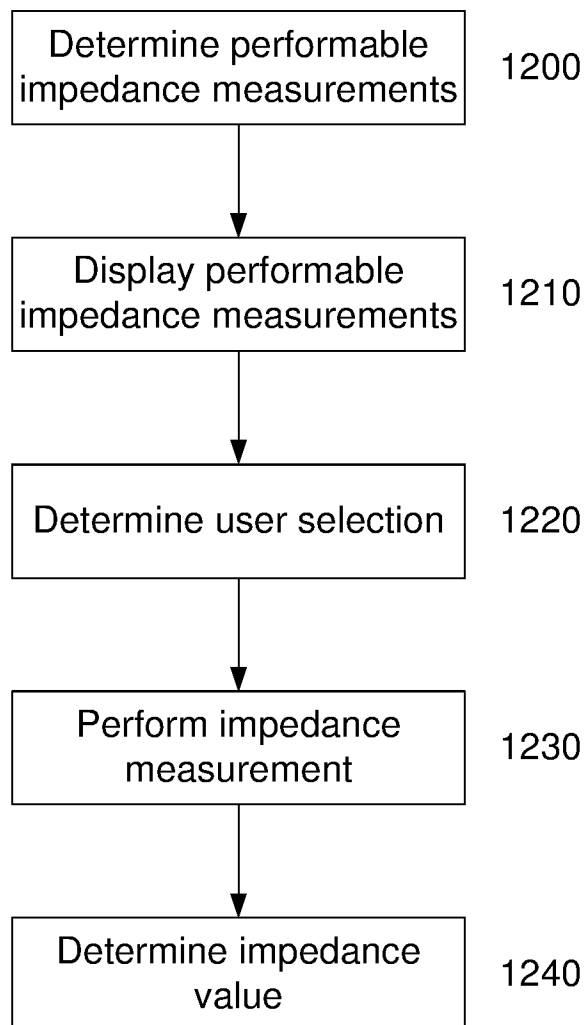 Determine performable
impedance measurements
1200
Display performable
impedance measurements
1210
Determine user selection
1220
Perform impedance
measurement
1230
Determine impedance
value
1240